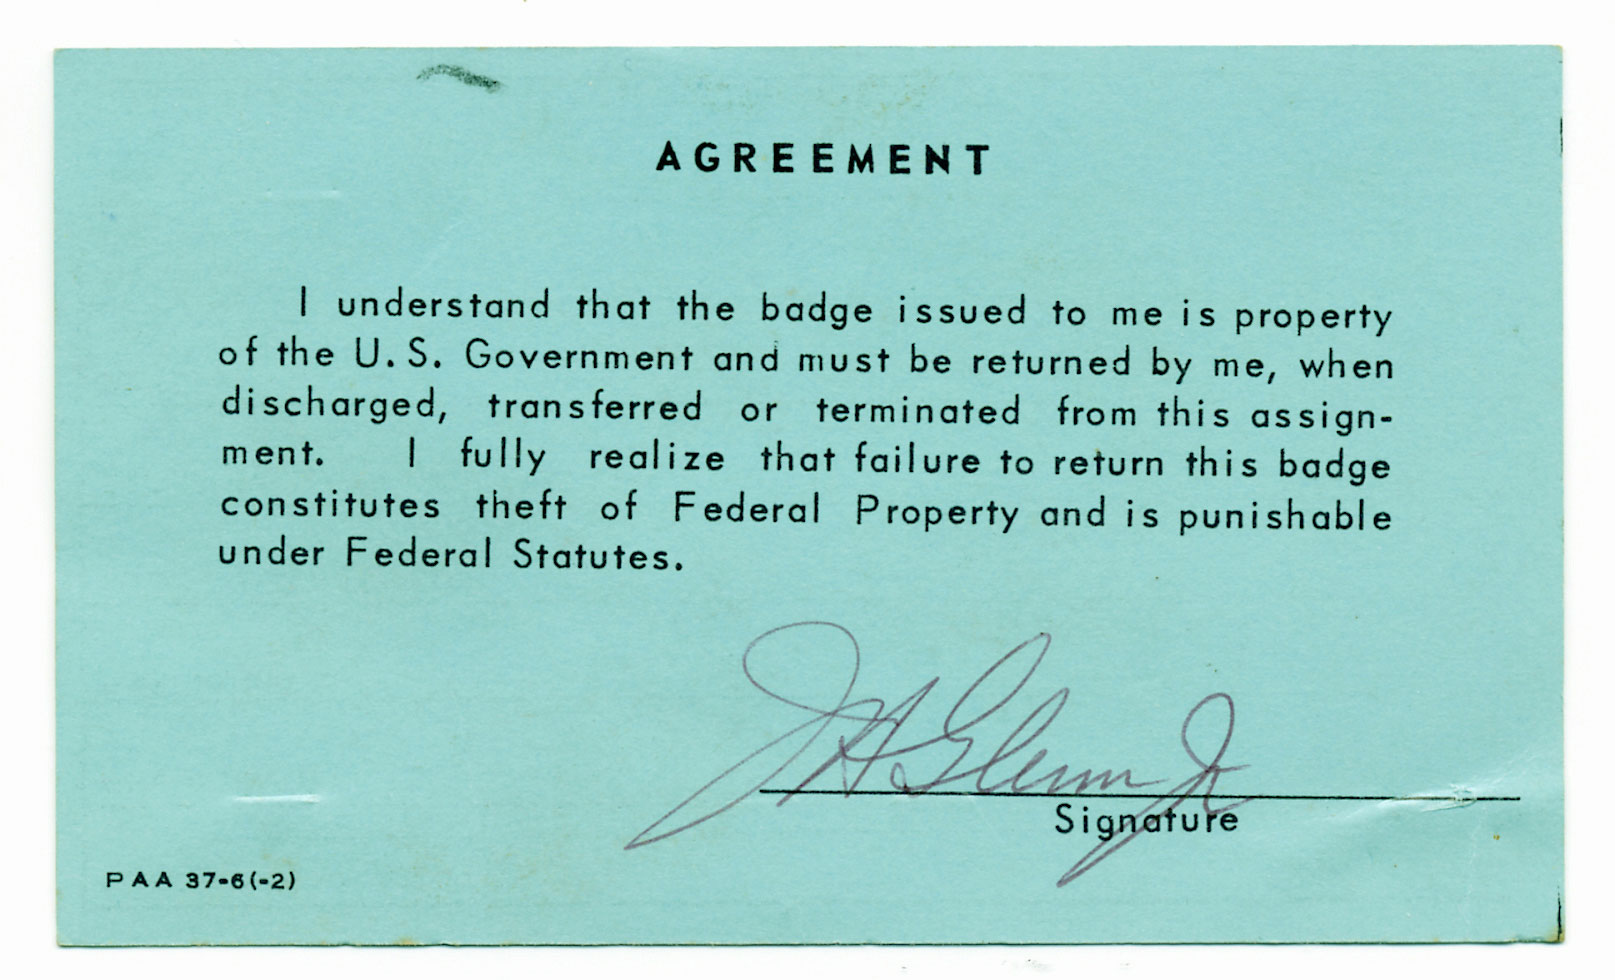 AGREEMENT
I understand that the badge issued to me is property
of the U. S. Government and must be returned by me, when
discharged, transferred or terminated from this assign-
ment. I fully realize that failure to return this badge
constitutes theft of Federal Property and is punishable
under Federal Statutes.
JH Glenn Jr
Signature
PAA 37-6(-2)